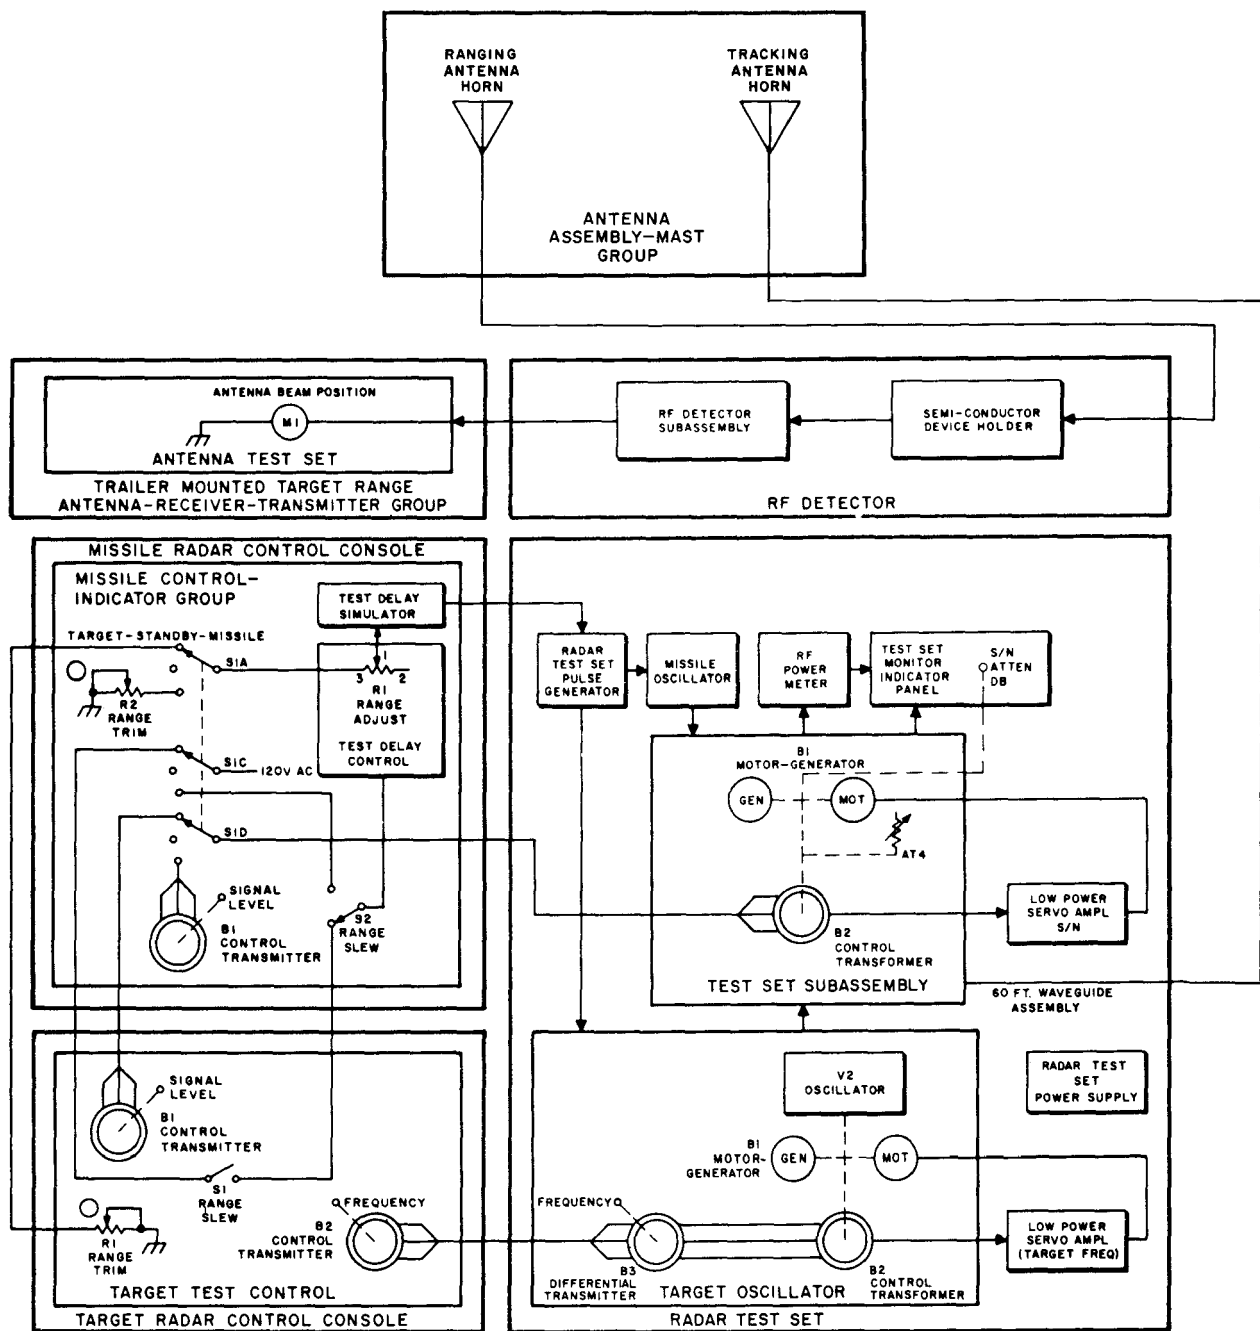 RANGING
ANTENNA
HORN
TRACKING
ANTENNA
HORN
ANTENNA
ASSEMBLY-MAST
GROUP
ANTENNA BEAM POSITION
M1
ANTENNA TEST SET
TRAILER MOUNTED TARGET RANGE
ANTENNA-RECEIVER-TRANSMITTER GROUP
RF DETECTOR
SUBASSEMBLY
SEMI-CONDUCTOR
DEVICE HOLDER
RF DETECTOR
MISSILE RADAR CONTROL CONSOLE
MISSILE CONTROL-
INDICATOR GROUP
TEST DELAY
SIMULATOR
TARGET-STANDBY-MISSILE
S1A
R2
RANGE
TRIM
3
1
2
R1
RANGE
ADJUST
TEST DELAY
CONTROL
S1C
120V AC
S1D
SIGNAL
LEVEL
B1
CONTROL
TRANSMITTER
S2
RANGE
SLEW
RADAR
TEST SET
PULSE
GENERATOR
MISSILE
OSCILLATOR
RF
POWER
METER
TEST SET
MONITOR
INDICATOR
PANEL
S/N
ATTEN
DB
B1
MOTOR-GENERATOR
GEN
MOT
AT4
B2
CONTROL
TRANSFORMER
TEST SET SUBASSEMBLY
LOW POWER
SERVO AMPL
S/N
60 FT. WAVEGUIDE
ASSEMBLY
SIGNAL
LEVEL
B1
CONTROL
TRANSMITTER
S1
RANGE
SLEW
R1
RANGE
TRIM
FREQUENCY
B2
CONTROL
TRANSMITTER
TARGET TEST CONTROL
TARGET RADAR CONTROL CONSOLE
V2
OSCILLATOR
RADAR TEST
SET
POWER SUPPLY
B1
MOTOR-
GENERATOR
GEN
MOT
FREQUENCY
B3
DIFFERENTIAL
TRANSMITTER
B2
CONTROL
TRANSFORMER
TARGET OSCILLATOR
LOW POWER
SERVO AMPL
(TARGET FREQ)
RADAR TEST SET